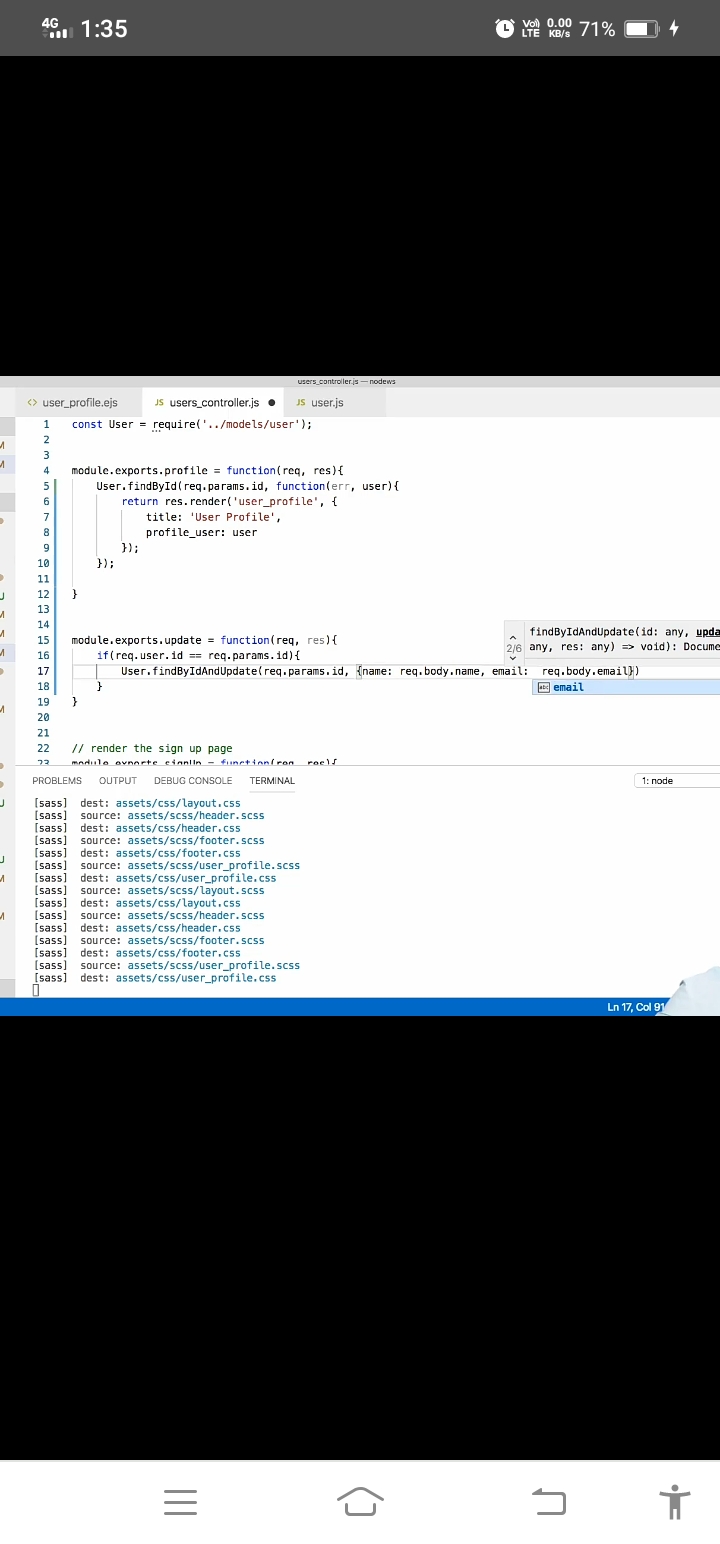 4G 1:35 Vo) LTE 0.00 KB/s 71%
users_controller.js — nodews
<> user_profile.ejs JS users_controller.js ● JS user.js
1 const User = require('../models/user');
2
3
4 module.exports.profile = function(req, res){
5 User.findById(req.params.id, function(err, user){
6 return res.render('user_profile', {
7 title: 'User Profile',
8 profile_user: user
9 });
10 });
11
12 }
13
14
15 module.exports.update = function(req, res){
findByIdAndUpdate(id: any, upda
16 if(req.user.id == req.params.id){
2/6 any, res: any) => void): Docume
17 User.findByIdAndUpdate(req.params.id, {name: req.body.name, email: req.body.email})
18 }
abc email
19 }
20
21
22 // render the sign up page
23 module.exports.signUp = function(req, res){
PROBLEMS OUTPUT DEBUG CONSOLE TERMINAL 1: node
[sass] dest: assets/css/layout.css
[sass] source: assets/scss/header.scss
[sass] dest: assets/css/header.css
[sass] source: assets/scss/footer.scss
[sass] dest: assets/css/footer.css
[sass] source: assets/scss/user_profile.scss
[sass] dest: assets/css/user_profile.css
[sass] source: assets/scss/layout.scss
[sass] dest: assets/css/layout.css
[sass] source: assets/scss/header.scss
[sass] dest: assets/css/header.css
[sass] source: assets/scss/footer.scss
[sass] dest: assets/css/footer.css
[sass] source: assets/scss/user_profile.scss
[sass] dest: assets/css/user_profile.css
Ln 17, Col 91